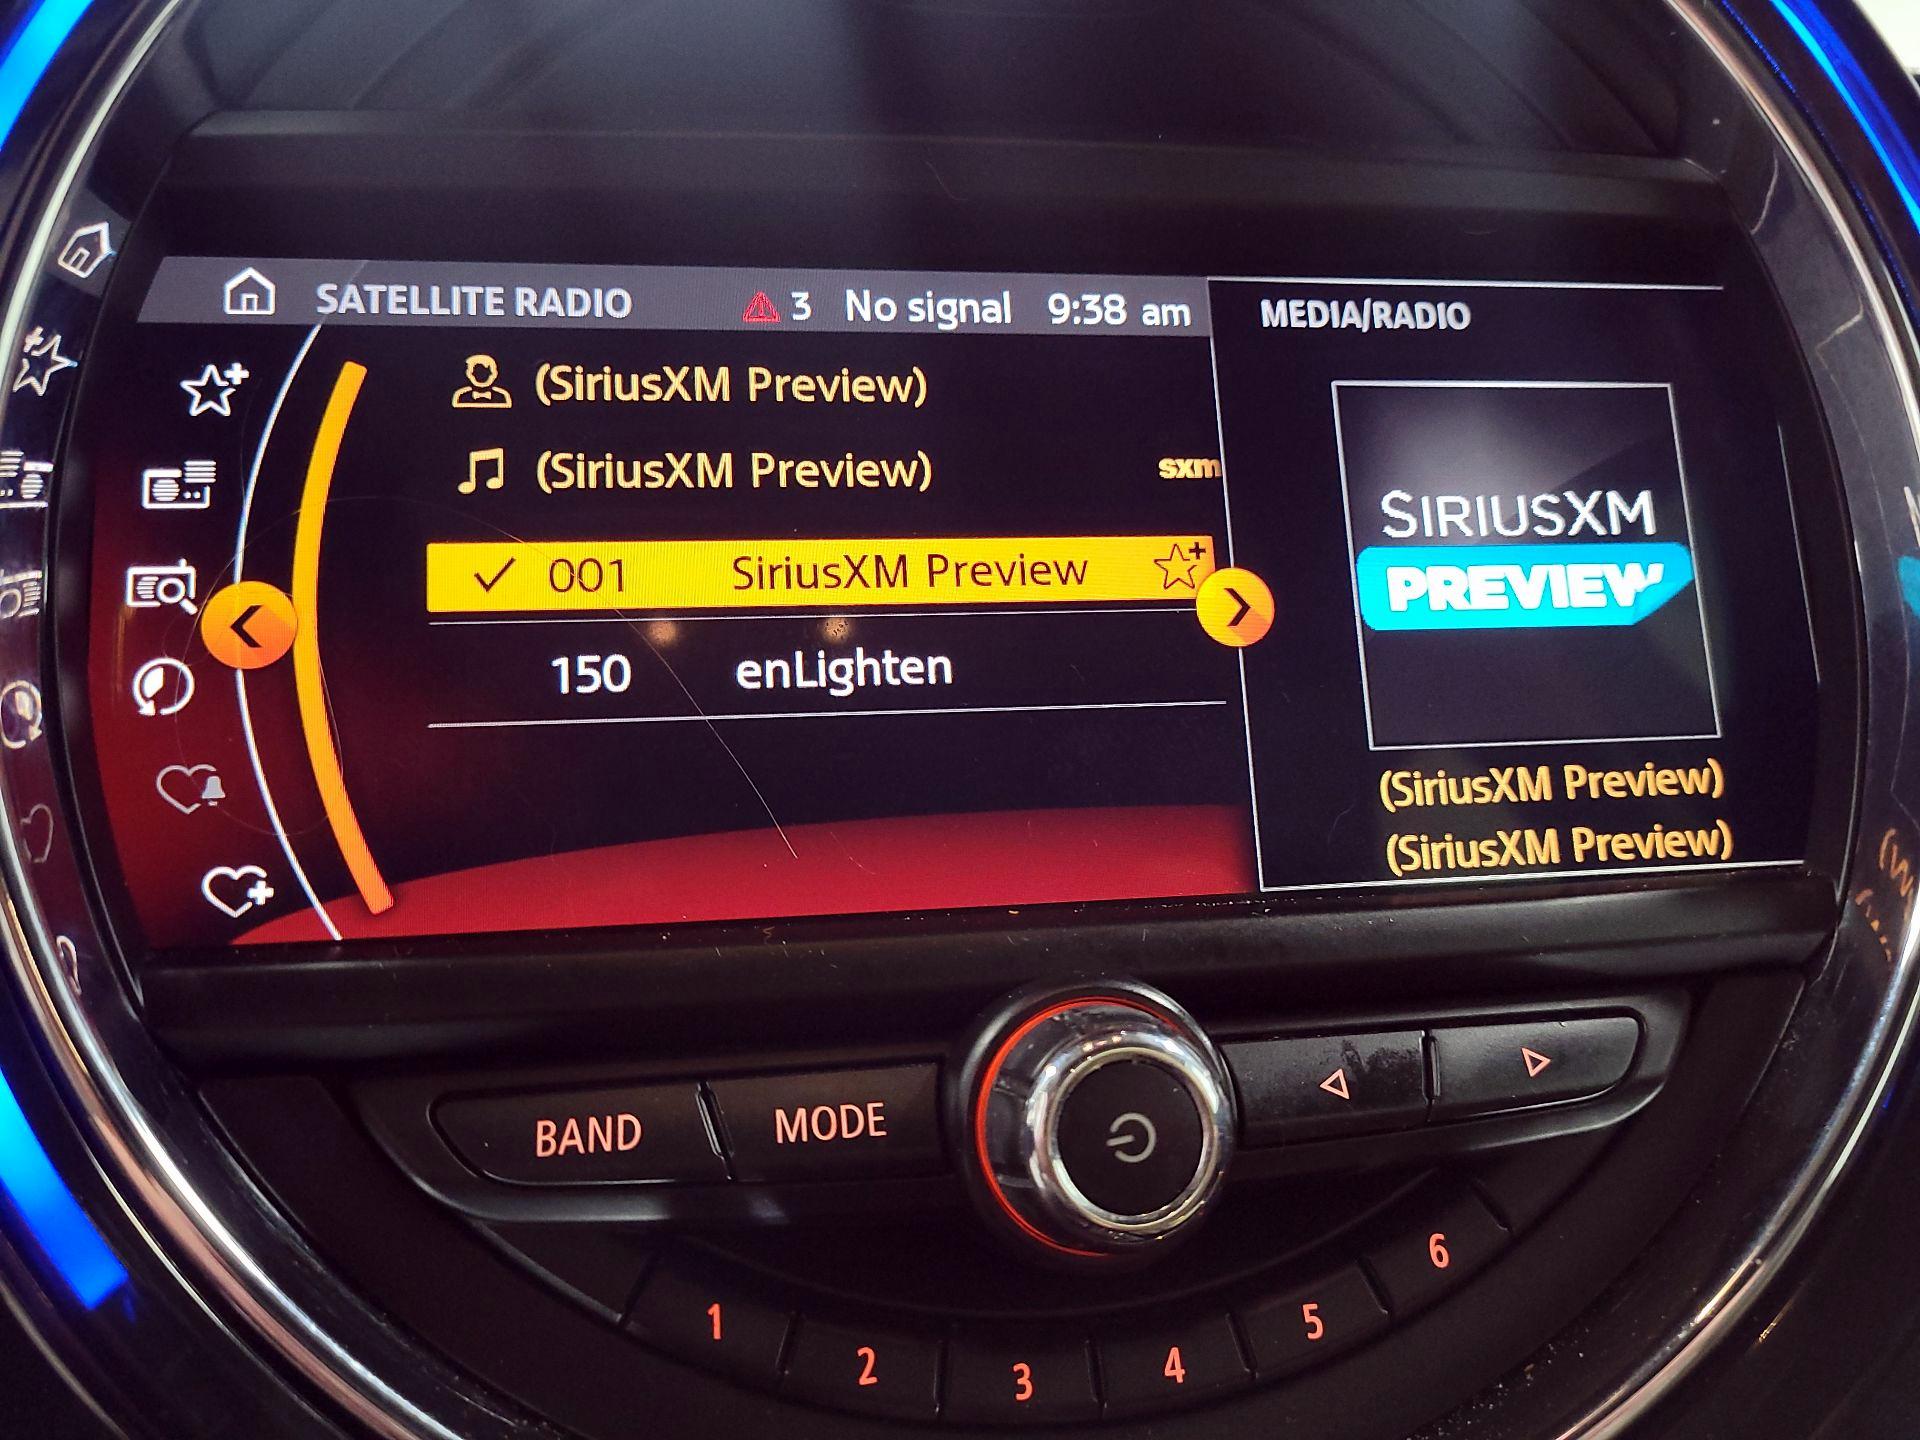 SATELLITE RADIO 3 No signal 9:38 am
(SiriusXM Preview)
(SiriusXM Preview) sxm
001 SiriusXM Preview
150 enLighten
MEDIA/RADIO
SIRIUSXM
PREVIEW
(SiriusXM Preview)
(SiriusXM Preview)
BAND MODE
1 2 3 4 5 6